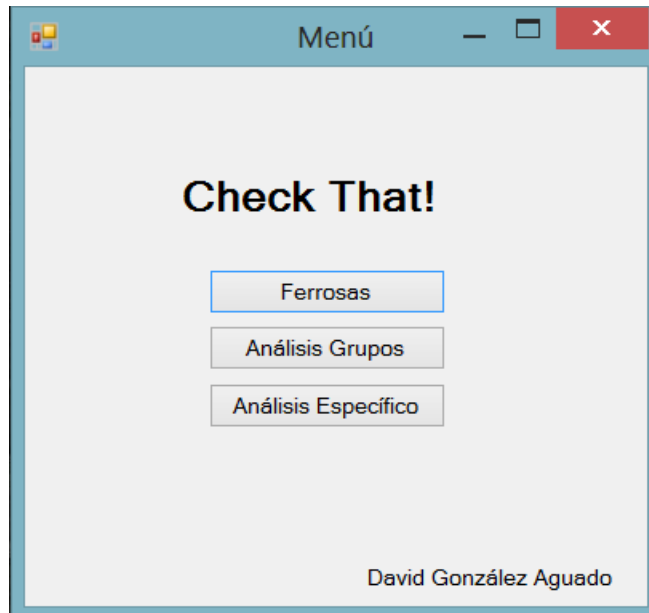 Menú
Check That!
Ferrosas
Análisis Grupos
Análisis Específico
David González Aguado